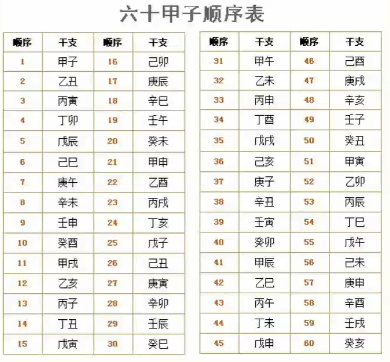 六十甲子顺序表
顺序 干支 顺序 干支
1 甲子 16 己卯
2 乙丑 17 庚辰
3 丙寅 18 辛巳
4 丁卯 19 壬午
5 戊辰 20 癸未
6 己巳 21 甲申
7 庚午 22 乙酉
8 辛未 23 丙戌
9 壬申 24 丁亥
10 癸酉 25 戊子
11 甲戌 26 己丑
12 乙亥 27 庚寅
13 丙子 28 辛卯
14 丁丑 29 壬辰
15 戊寅 30 癸巳
31 甲午 46 己酉
32 乙未 47 庚戌
33 丙申 48 辛亥
34 丁酉 49 壬子
35 戊戌 50 癸丑
36 己亥 51 甲寅
37 庚子 52 乙卯
38 辛丑 53 丙辰
39 壬寅 54 丁巳
40 癸卯 55 戊午
41 甲辰 56 己未
42 乙巳 57 庚申
43 丙午 58 辛酉
44 丁未 59 壬戌
45 戊申 60 癸亥